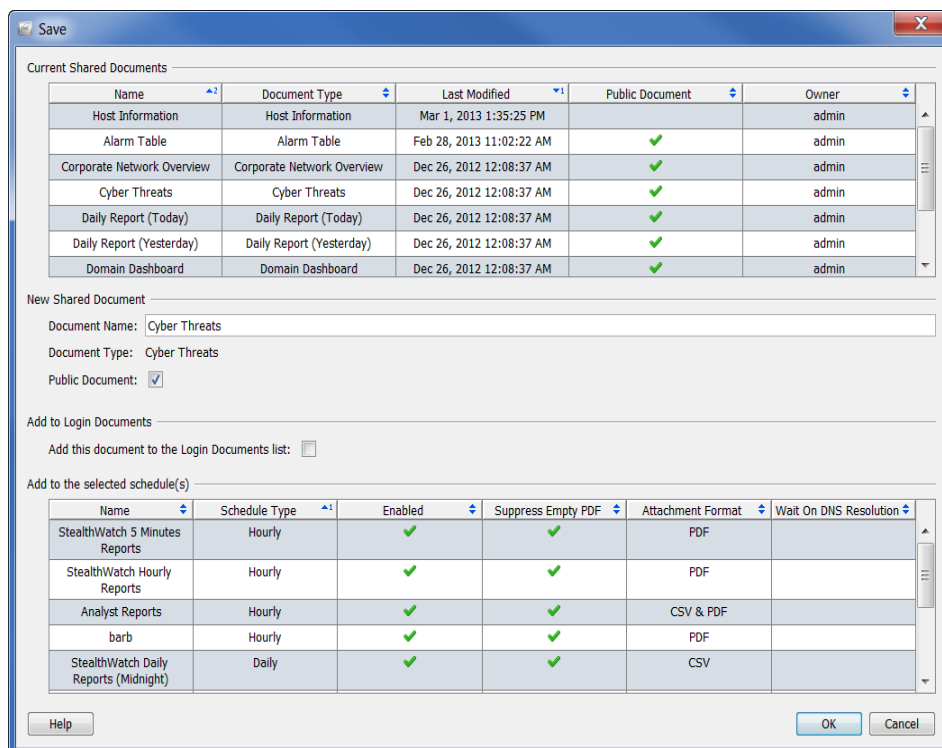 Save
X
Current Shared Documents
Name 2 Document Type Last Modified 1 Public Document Owner
Host Information Host Information Mar 1, 2013 1:35:25 PM admin
Alarm Table Alarm Table Feb 28, 2013 11:02:22 AM admin
Corporate Network Overview Corporate Network Overview Dec 26, 2012 12:08:37 AM admin
Cyber Threats Cyber Threats Dec 26, 2012 12:08:37 AM admin
Daily Report (Today) Daily Report (Today) Dec 26, 2012 12:08:37 AM admin
Daily Report (Yesterday) Daily Report (Yesterday) Dec 26, 2012 12:08:37 AM admin
Domain Dashboard Domain Dashboard Dec 26, 2012 12:08:37 AM admin
New Shared Document
Document Name: Cyber Threats
Document Type: Cyber Threats
Public Document:
Add to Login Documents
Add this document to the Login Documents list:
Add to the selected schedule(s)
Name Schedule Type 1 Enabled Suppress Empty PDF Attachment Format Wait On DNS Resolution
StealthWatch 5 Minutes Hourly PDF
Reports
StealthWatch Hourly Hourly PDF
Reports
Analyst Reports Hourly CSV & PDF
barb Hourly PDF
StealthWatch Daily Daily CSV
Reports (Midnight)
Help OK Cancel